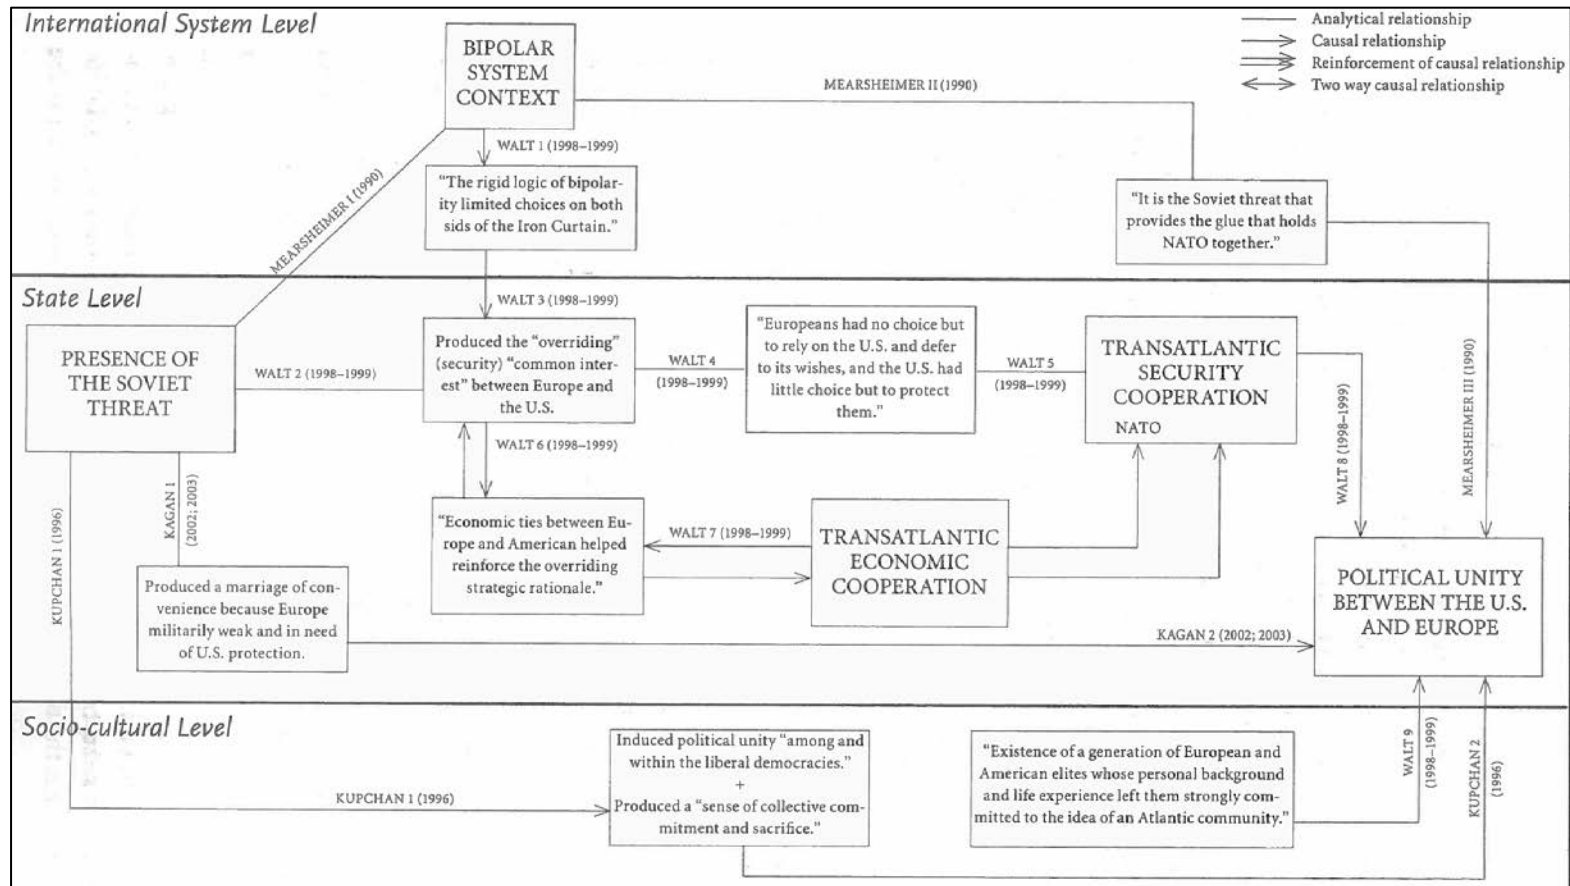 International System Level
Analytical relationship
Causal relationship
Reinforcement of causal relationship
Two way causal relationship
BIPOLAR
SYSTEM
CONTEXT
MEARSHEIMER II (1990)
WALT 1 (1998–1999)
MEARSHEIMER I (1990)
“The rigid logic of bipolar-
ity limited choices on both
sides of the Iron Curtain.”
“It is the Soviet threat that
provides the glue that holds
NATO together.”
State Level
WALT 3 (1998–1999)
PRESENCE OF
THE SOVIET
THREAT
WALT 2 (1998–1999)
Produced the “overriding”
(security) “common inter-
est” between Europe and
the U.S.
WALT 4
(1998–1999)
“Europeans had no choice but
to rely on the U.S. and defer
to its wishes, and the U.S. had
little choice but to protect
them.”
WALT 5
(1998–1999)
TRANSATLANTIC
SECURITY
COOPERATION
NATO
WALT 8 (1998–1999)
MEARSHEIMER III (1990)
WALT 6 (1998–1999)
KUPCHAN 1 (1996)
KAGAN 1
(2002; 2003)
“Economic ties between Eu-
rope and American helped
reinforce the overriding
strategic rationale.”
WALT 7 (1998–1999)
TRANSATLANTIC
ECONOMIC
COOPERATION
Produced a marriage of con-
venience because Europe
militarily weak and in need
of U.S. protection.
KAGAN 2 (2002; 2003)
POLITICAL UNITY
BETWEEN THE U.S.
AND EUROPE
Socio-cultural Level
KUPCHAN 1 (1996)
Induced political unity “among and
within the liberal democracies.”
+
Produced a “sense of collective com-
mitment and sacrifice.”
“Existence of a generation of European and
American elites whose personal background
and life experience left them strongly com-
mitted to the idea of an Atlantic community.”
WALT 9
(1998–1999)
KUPCHAN 2
(1996)